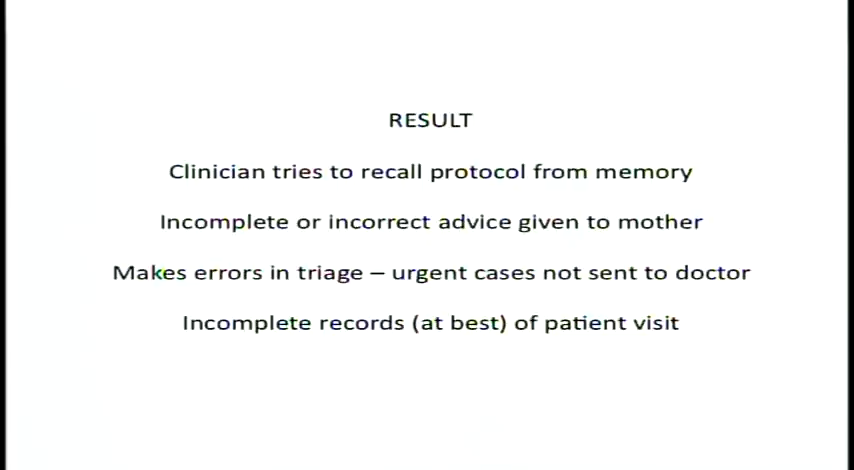 RESULT
Clinician tries to recall protocol from memory
Incomplete or incorrect advice given to mother
Makes errors in triage – urgent cases not sent to doctor
Incomplete records (at best) of patient visit